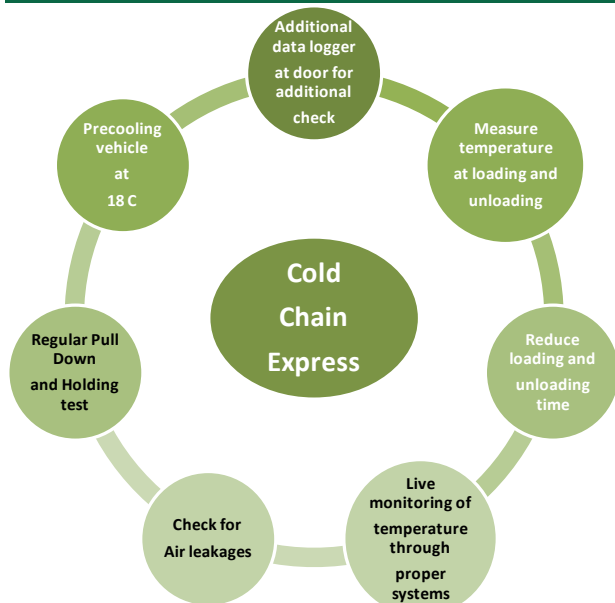 Additional
data logger
at door for
additional
check
Measure
temperature
at loading and
unloading
Reduce
loading and
unloading
time
Live
monitoring of
temperature
through
proper
systems
Check for
Air leakages
Regular Pull
Down
and Holding
test
Precooling
vehicle
at
18 C
Cold
Chain
Express